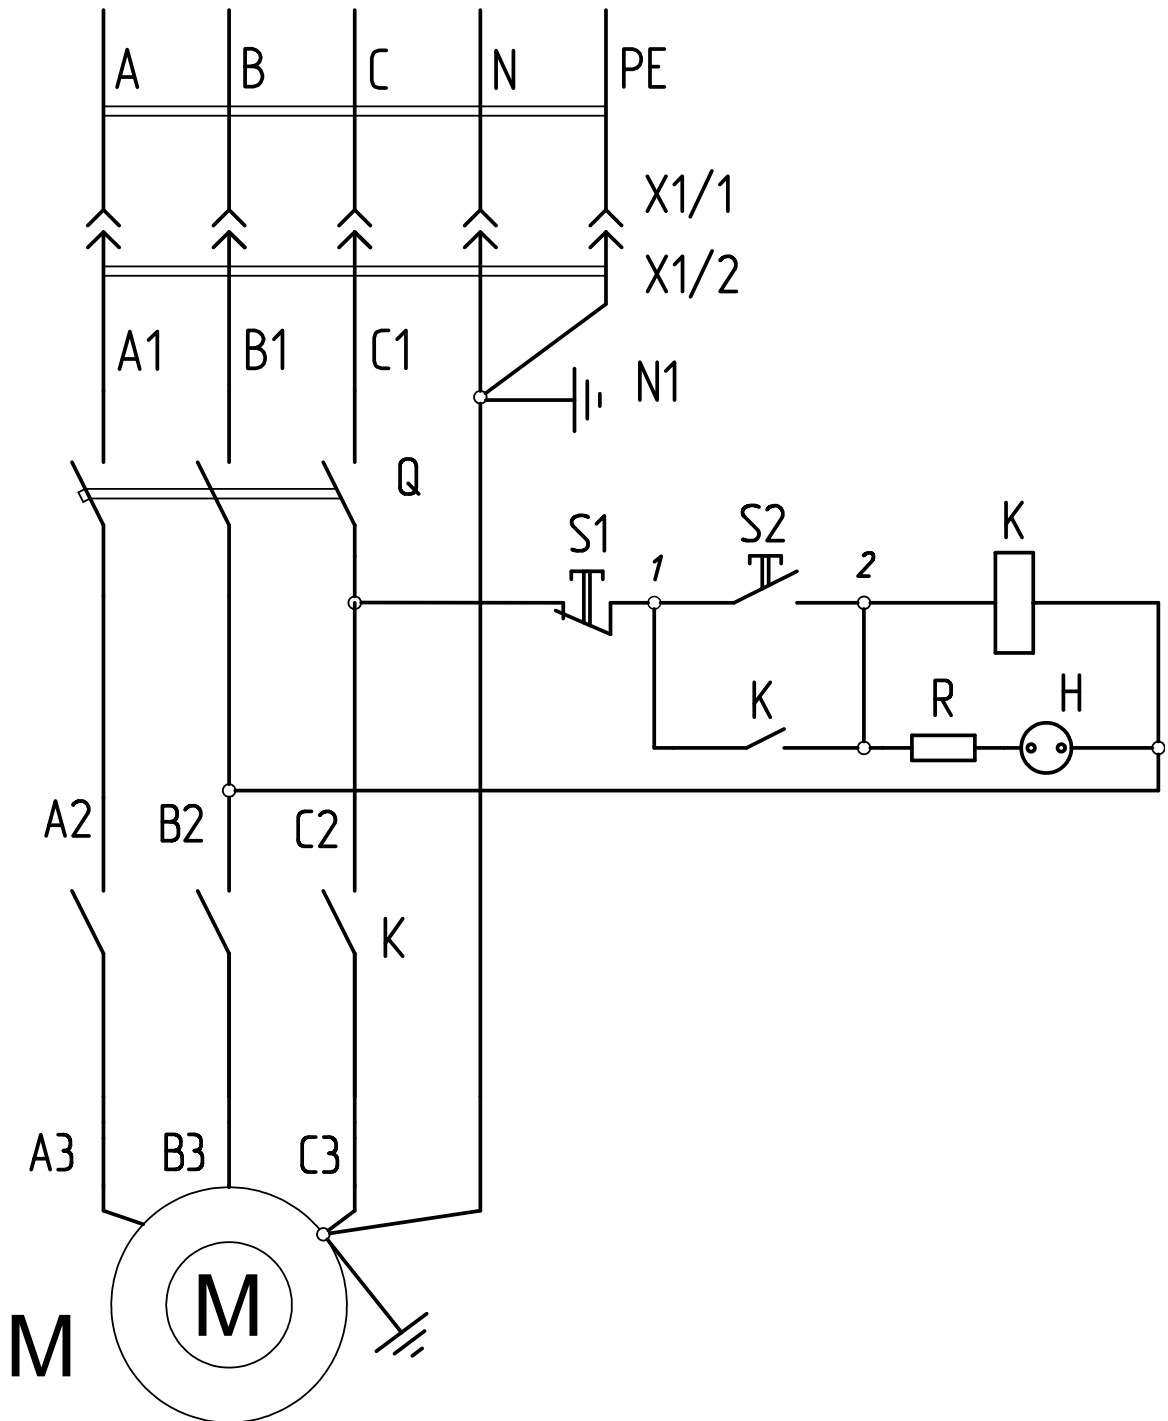 A B C N PE
X1/1
X1/2
A1 B1 C1
N1
Q
S1 S2 K
1 2
K R H
A2 B2 C2
K
A3 B3 C3
M
M